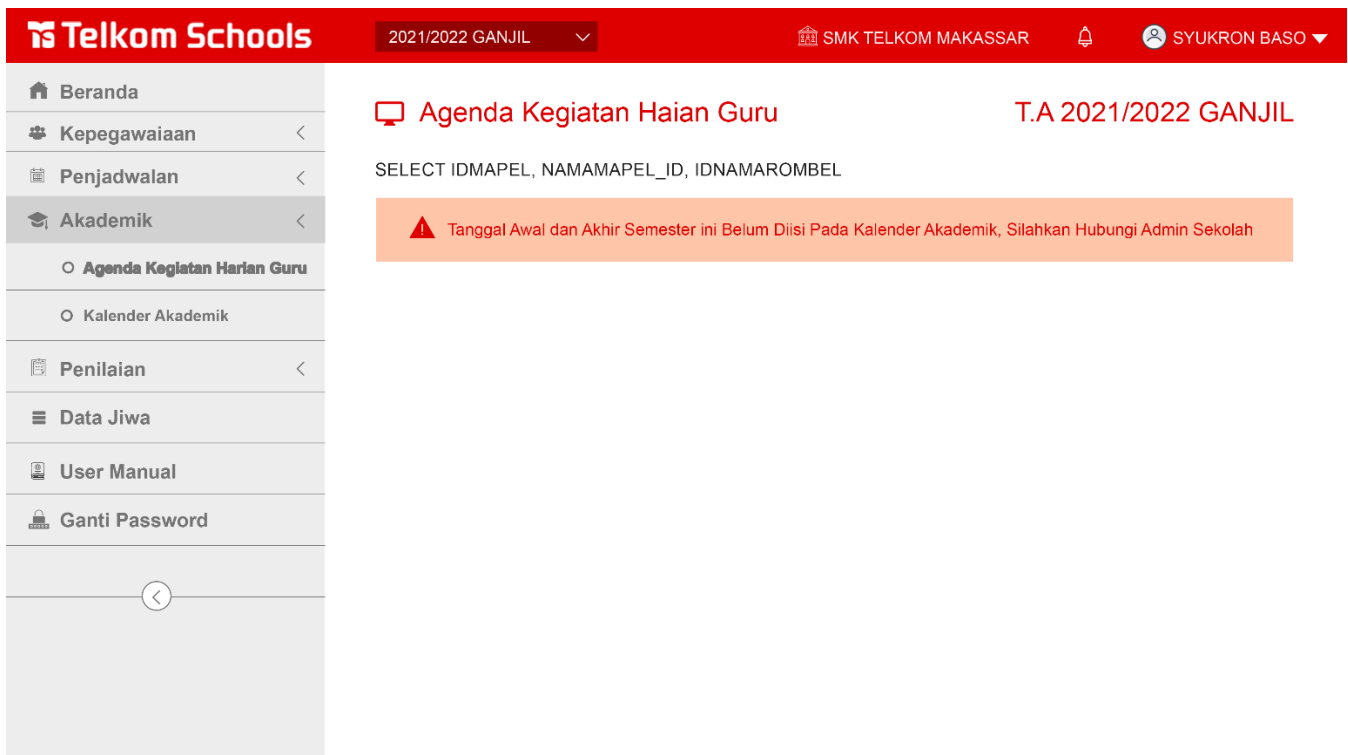 Telkom Schools
2021/2022 GANJIL
SMK TELKOM MAKASSAR
SYUKRON BASO
Beranda
Kepegawaiaan
Penjadwalan
Akademik
Agenda Kegiatan Harian Guru
Kalender Akademik
Penilaian
Data Jiwa
User Manual
Ganti Password
Agenda Kegiatan Haian Guru
T.A 2021/2022 GANJIL
SELECT IDMAPEL, NAMAMAPEL_ID, IDNAMAROMBEL
Tanggal Awal dan Akhir Semester ini Belum Diisi Pada Kalender Akademik, Silahkan Hubungi Admin Sekolah